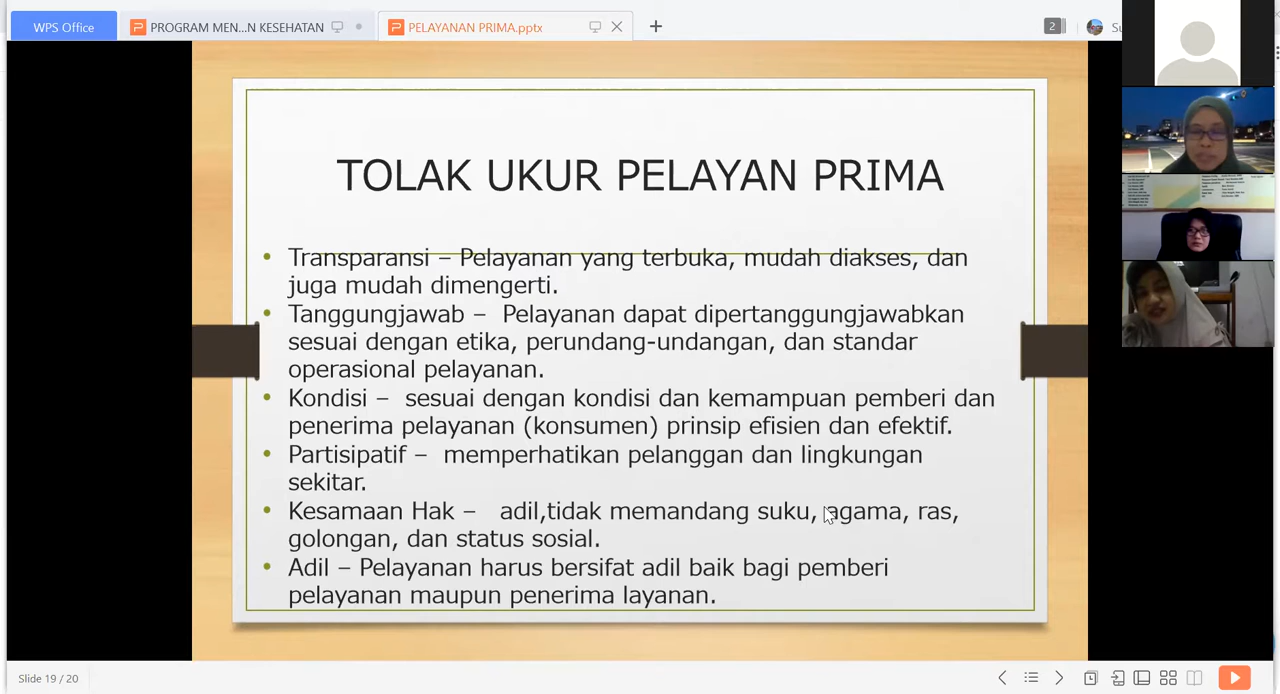 WPS Office
PROGRAM MEN...N KESEHATAN
PELAYANAN PRIMA.pptx
2
TOLAK UKUR PELAYAN PRIMA
• Transparansi – Pelayanan yang terbuka, mudah diakses, dan
juga mudah dimengerti.
• Tanggungjawab – Pelayanan dapat dipertanggungjawabkan
sesuai dengan etika, perundang-undangan, dan standar
operasional pelayanan.
• Kondisi – sesuai dengan kondisi dan kemampuan pemberi dan
penerima pelayanan (konsumen) prinsip efisien dan efektif.
• Partisipatif – memperhatikan pelanggan dan lingkungan
sekitar.
• Kesamaan Hak – adil,tidak memandang suku, agama, ras,
golongan, dan status sosial.
• Adil – Pelayanan harus bersifat adil baik bagi pemberi
pelayanan maupun penerima layanan.
Slide 19 / 20